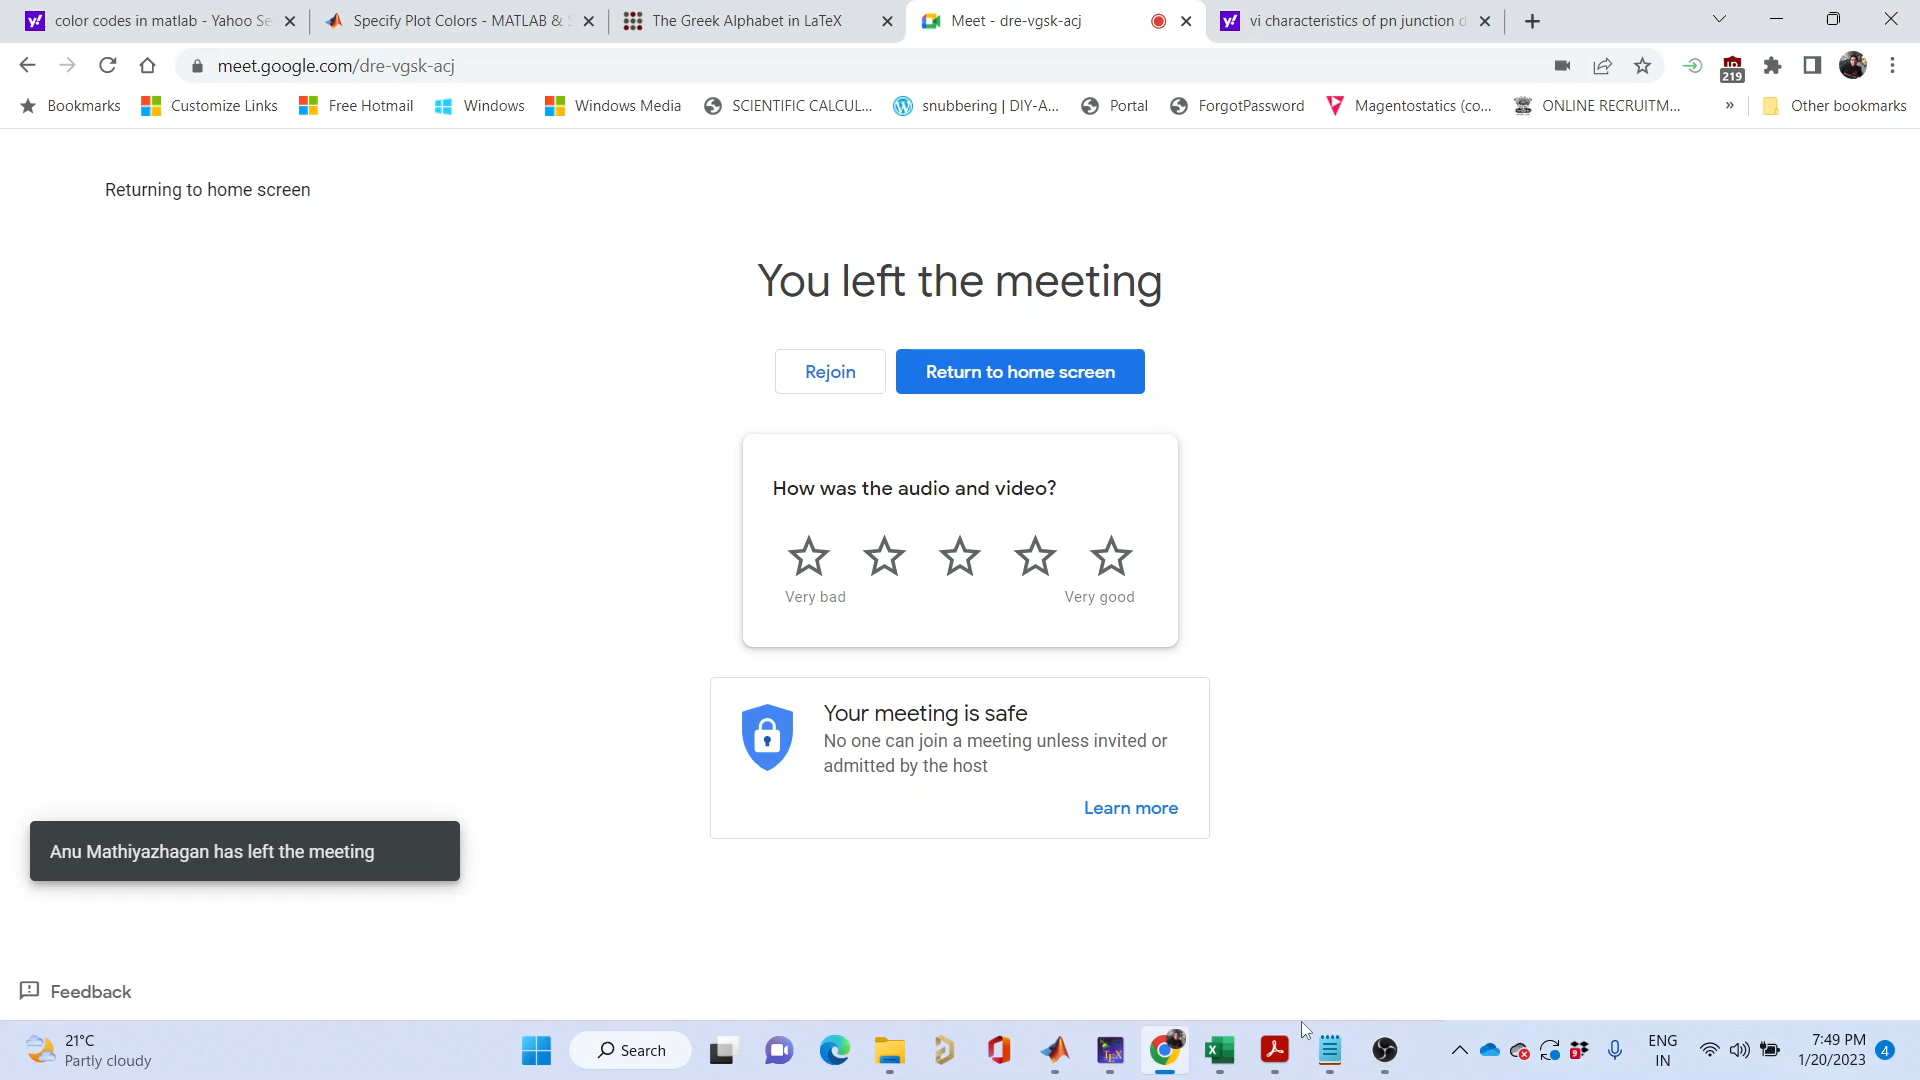 color codes in matlab - Yahoo Se
Specify Plot Colors - MATLAB & S
The Greek Alphabet in LaTeX
Meet - dre-vgsk-acj
vi characteristics of pn junction d
meet.google.com/dre-vgsk-acj
219
Bookmarks
Customize Links
Free Hotmail
Windows
Windows Media
SCIENTIFIC CALCUL...
snubbering | DIY-A...
Portal
ForgotPassword
Magentostatics (co...
ONLINE RECRUITM...
»
Other bookmarks
Returning to home screen
You left the meeting
Rejoin
Return to home screen
How was the audio and video?
Very bad
Very good
Your meeting is safe
No one can join a meeting unless invited or
admitted by the host
Learn more
Anu Mathiyazhagan has left the meeting
Feedback
21°C
Partly cloudy
Search
TEX
9
ENG
IN
7:49 PM
1/20/2023
4